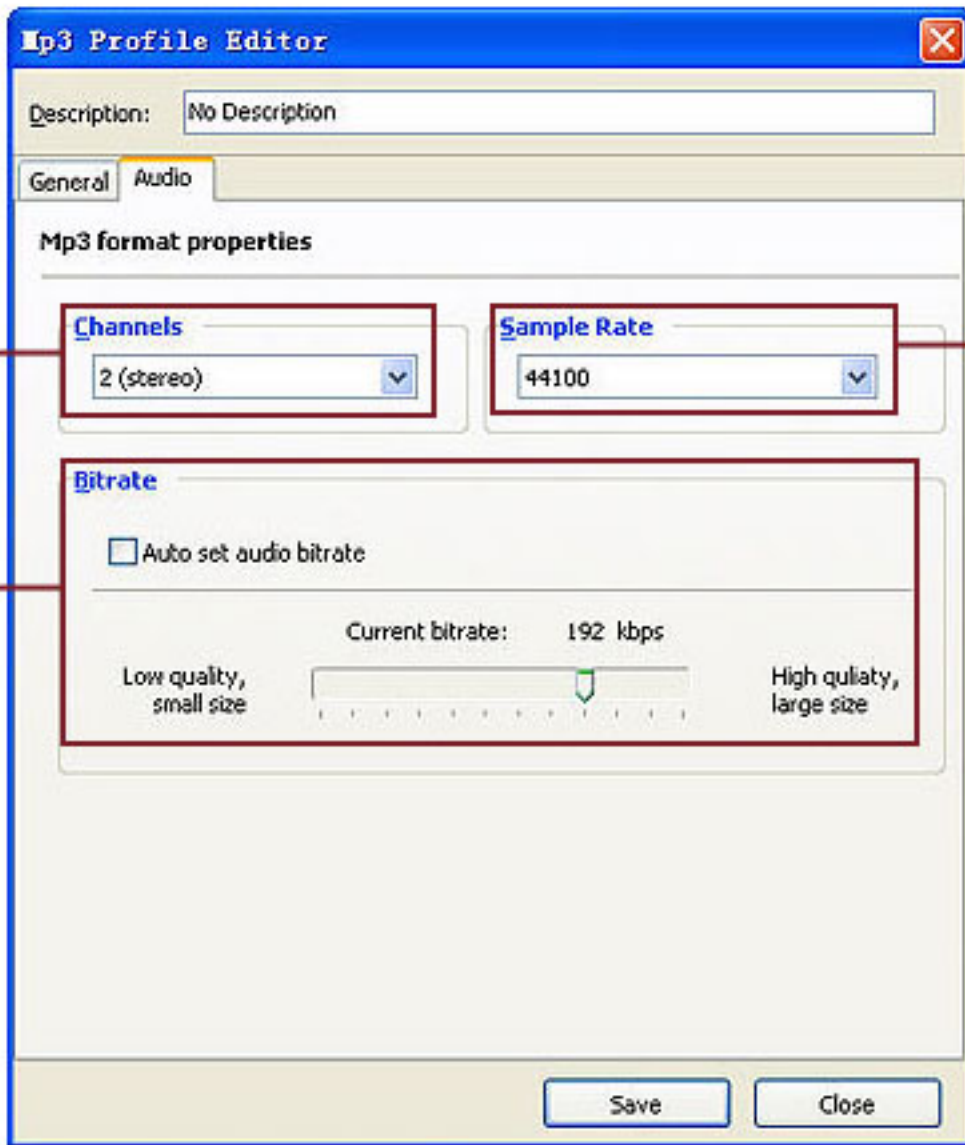 Mp3 Profile Editor
Description: No Description
General Audio
Mp3 format properties
Channels
2 (stereo)
Sample Rate
44100
Bitrate
Auto set audio bitrate
Current bitrate: 192 kbps
Low quality,
small size
High quliaty,
large size
Save Close